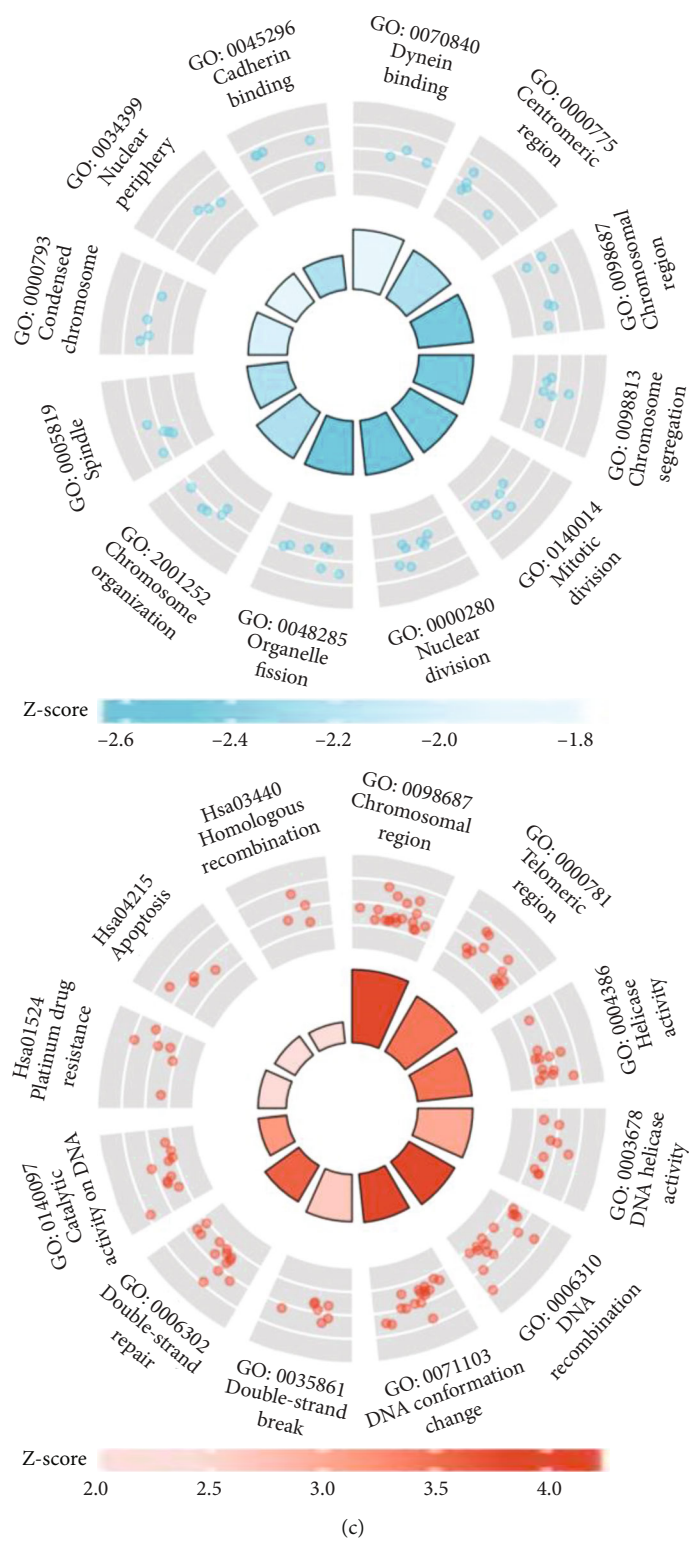 GO: 0045296
Cadherin
binding
GO: 0070840
Dynein
binding
GO: 0000775
Centromeric
region
GO: 0098687
Chromosomal
region
GO: 0098813
Chromosome
segregation
GO: 0140014
Mitotic
division
GO: 0000280
Nuclear
division
GO: 0048285
Organelle
fission
GO: 2001252
Chromosome
organization
GO: 0005819
Spindle
GO: 0000793
Condensed
chromosome
GO: 0034399
Nuclear
periphery
Z-score
–2.6 –2.4 –2.2 –2.0 –1.8
Hsa03440
Homologous
recombination
GO: 0098687
Chromosomal
region
GO: 0000781
Telomeric
region
GO: 0004386
Helicase
activity
GO: 0003678
DNA helicase
activity
GO: 0006310
DNA
recombination
GO: 0071103
DNA conformation
change
GO: 0035861
Double-strand
break
GO: 0006302
Double-strand
repair
GO: 0140097
Catalytic
activity on DNA
Hsa01524
Platinum drug
resistance
Hsa04215
Apoptosis
Z-score
2.0 2.5 3.0 3.5 4.0
(c)